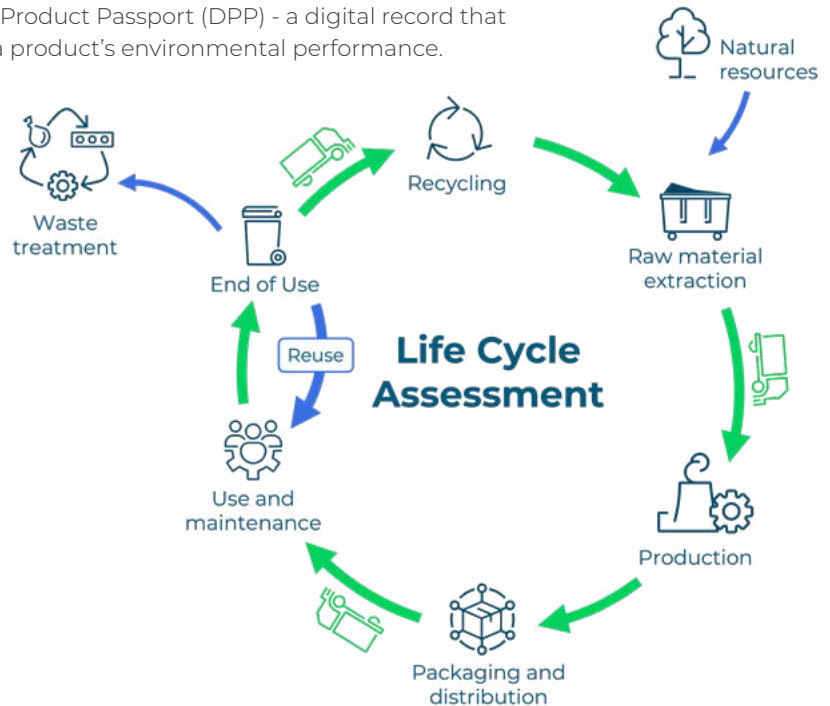 Product Passport (DPP) - a digital record that
a product's environmental performance.
Natural
resources
Recycling
Waste
treatment
End of Use
Raw material
extraction
Reuse
Life Cycle
Assessment
Use and
maintenance
Production
Packaging and
distribution